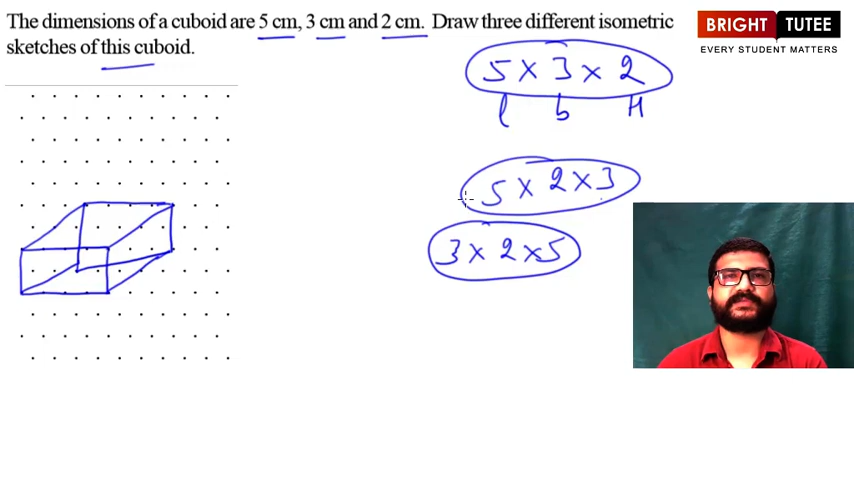 The dimensions of a cuboid are 5 cm, 3 cm and 2 cm. Draw three different isometric
sketches of this cuboid.
BRIGHT TUTEE
EVERY STUDENT MATTERS
5 × 3 × 2
l b H
5 × 2 × 3
3 × 2 × 5